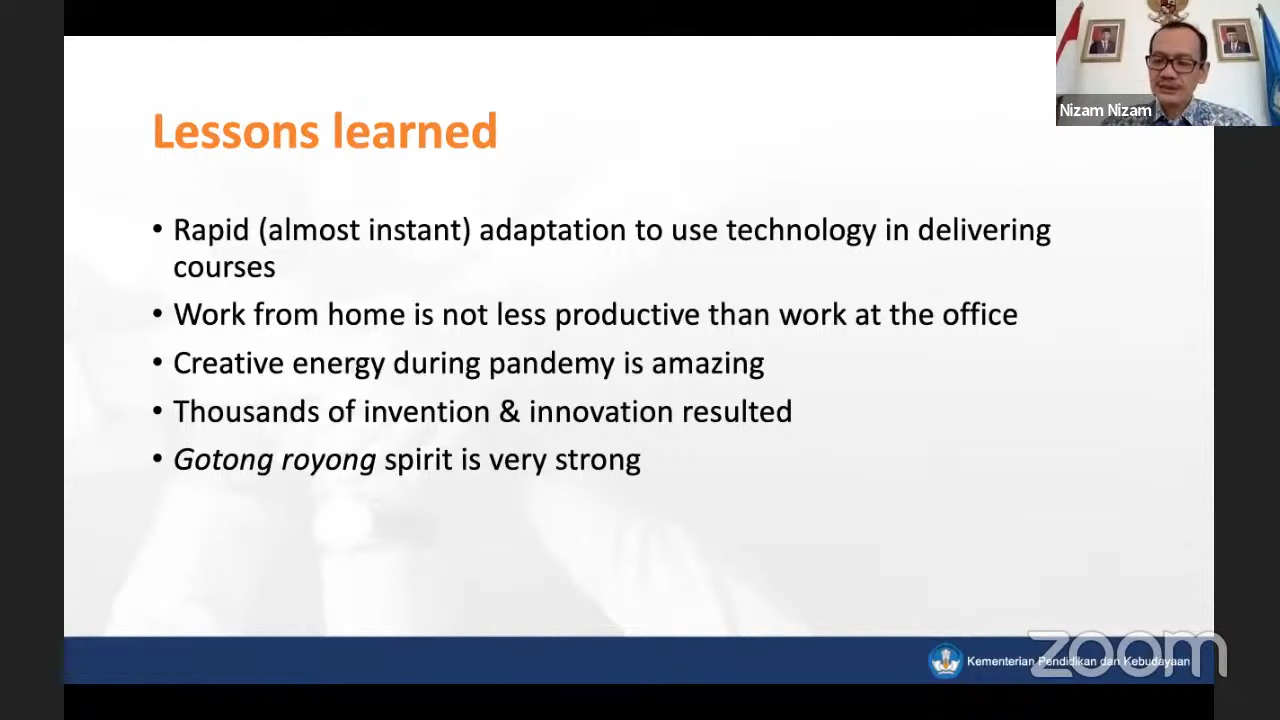 Nizam Nizam
Lessons learned
• Rapid (almost instant) adaptation to use technology in delivering
courses
• Work from home is not less productive than work at the office
• Creative energy during pandemy is amazing
• Thousands of invention & innovation resulted
• Gotong royong spirit is very strong
Kementerian Pendidikan dan Kebudayaan
zoom